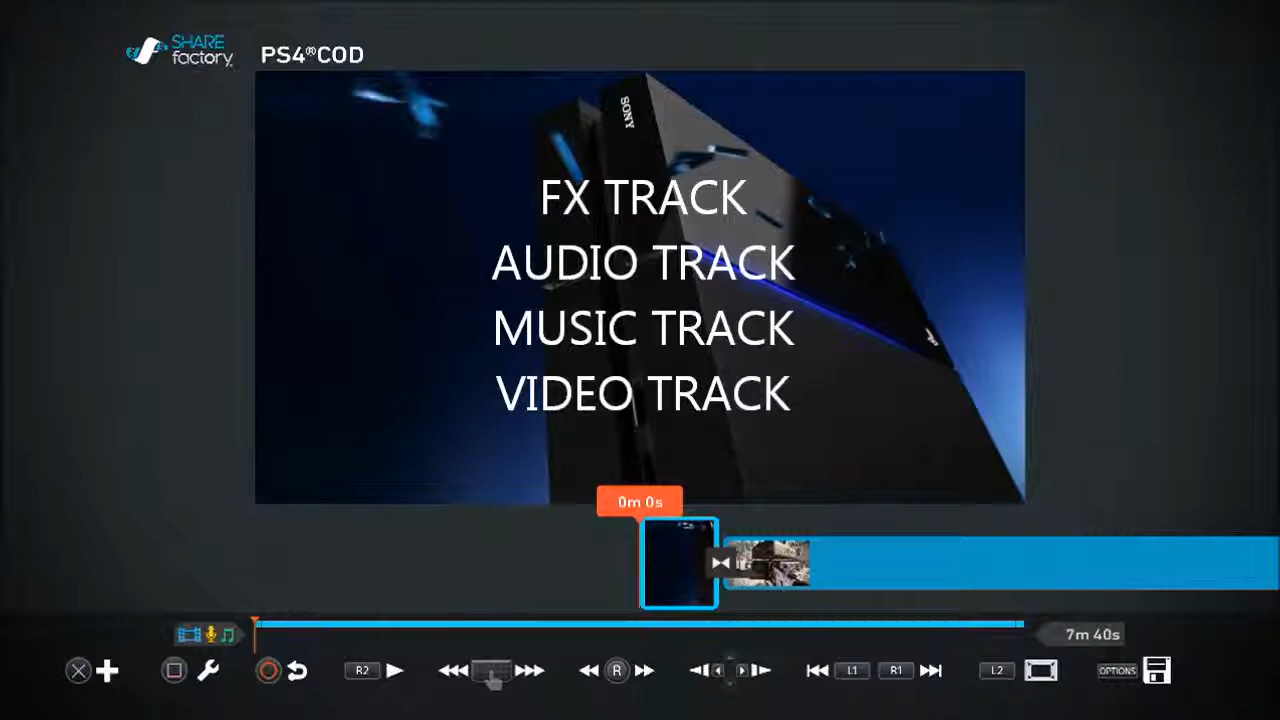 SHARE
factory
PS4®COD
SONY
FX TRACK
AUDIO TRACK
MUSIC TRACK
VIDEO TRACK
0m 0s
7m 40s
R2
R
L1
R1
L2
OPTIONS